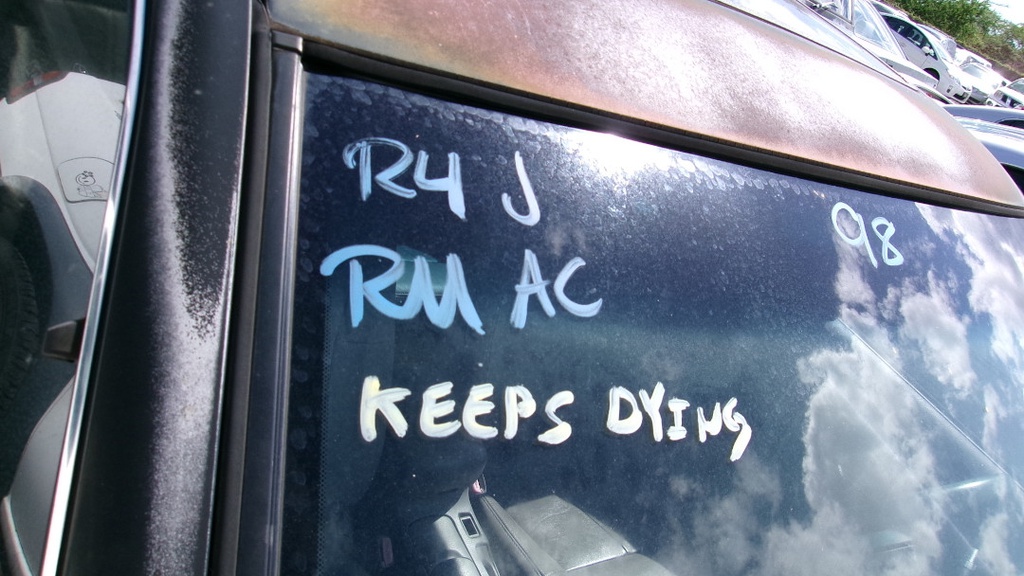 R4 J 98
RM AC
KEEPS DYING